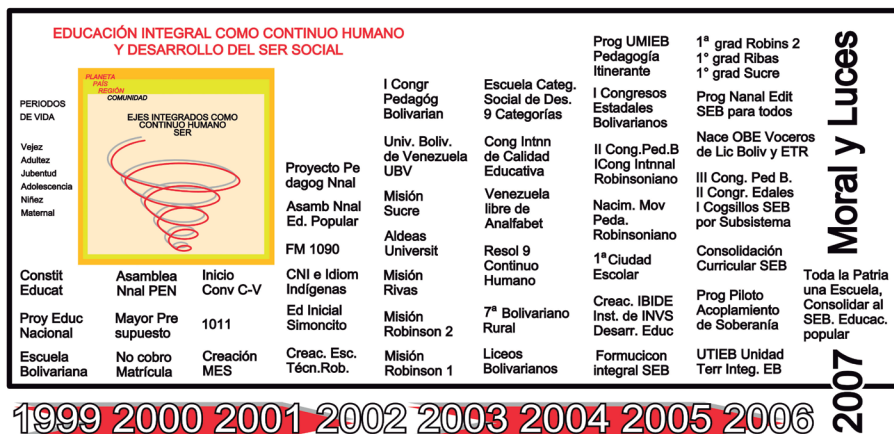 EDUCACIÓN INTEGRAL COMO CONTINUO HUMANO
Y DESARROLLO DEL SER SOCIAL
PLANETA
PAÍS
REGIÓN
COMUNIDAD
EJES INTEGRADOS COMO
CONTINUO HUMANO
SER
PERIODOS
DE VIDA
Vejez
Adultez
Jubentud
Adolescencia
Niñez
Maternal
Constit
Educat
Proy Educ
Nacional
Escuela
Bolivariana
Asamblea
Nnal PEN
Mayor Pre
supuesto
No cobro
Matrícula
Inicio
Conv C-V
1011
Creación
MES
Proyecto Pe
dagog Nnal
Asamb Nnal
Ed. Popular
FM 1090
CNI e Idiom
Indígenas
Ed Inicial
Simoncito
Creac. Esc.
Técn.Rob.
I Congr
Pedagóg
Bolivarian
Univ. Boliv.
de Venezuela
UBV
Misión
Sucre
Aldeas
Universit
Misión
Rivas
Misión
Robinson 2
Misión
Robinson 1
Escuela Categ.
Social de Des.
9 Categorías
Cong Intnn
de Calidad
Educativa
Venezuela
libre de
Analfabet
Resol 9
Continuo
Humano
7ª Bolivariano
Rural
Liceos
Bolivarianos
Prog UMIEB
Pedagogía
Itinerante
I Congresos
Estadales
Bolivarianos
II Cong.Ped.B
ICong Intnnal
Robinsoniano
Nacim. Mov
Peda.
Robinsoniano
1ª Ciudad
Escolar
Creac. IBIDE
Inst. de INVS
Desarr. Educ
Formucicon
integral SEB
1ª grad Robins 2
1° grad Ribas
1° grad Sucre
Prog Nanal Edit
SEB para todos
Nace OBE Voceros
de Lic Boliv y ETR
III Cong. Ped B.
II Congr. Edales
I Cogsillos SEB
por Subsistema
Consolidación
Curricular SEB
Prog Piloto
Acoplamiento
de Soberanía
UTIEB Unidad
Terr Integ. EB
Toda la Patria
una Escuela,
Consolidar al
SEB. Educac.
popular
2007 Moral y Luces
1999 2000 2001 2002 2003 2004 2005 2006